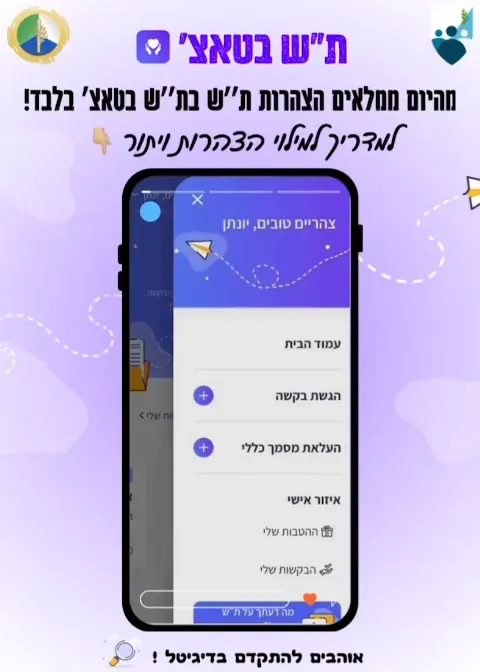 ת"ש בטאצ'
מהיום ממלאים הצהרות ת''ש בת''ש בטאצ' בלבד!
למדריך למילוי הצהרות ויתור
צהריים טובים, יונתן
עמוד הבית
הגשת בקשה
העלאת מסמך כללי
איזור אישי
ההטבות שלי
הבקשות שלי
מה דעתך על ת"ש
אוהבים להתקדם בדיגיטל !